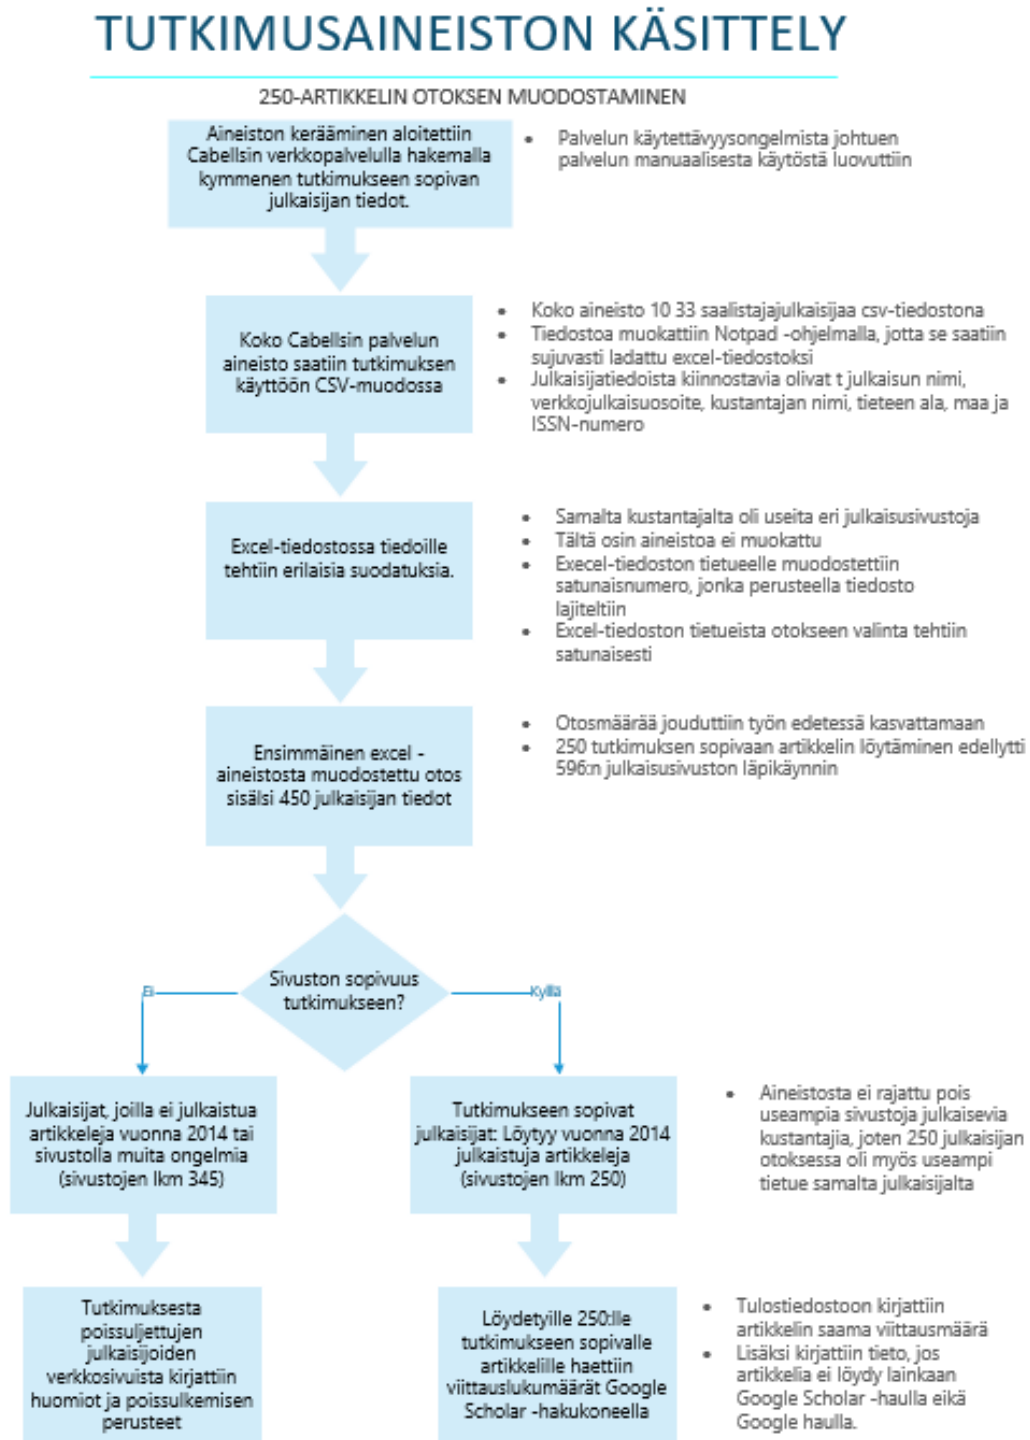 TUTKIMUSAINEISTON KÄSITTELY
250-ARTIKKELIN OTOKSEN MUODOSTAMINEN
Aineiston kerääminen aloitettiin
Cabellsin verkkopalvelulla hakemalla
kymmenen tutkimukseen sopivan
julkaisijan tiedot.
• Palvelun käytettävyysongelmista johtuen
palvelun manuaalisesta käytöstä luovuttiin
Koko Cabellsin palvelun
aineisto saatiin tutkimuksen
käyttöön CSV-muodossa
• Koko aineisto 10 33 saalistajajulkaisijaa csv-tiedostona
• Tiedostoa muokattiin Notpad -ohjelmalla, jotta se saatiin
sujuvasti ladattu excel-tiedostoksi
• Julkaisijatiedoista kiinnostavia olivat t julkaisun nimi,
verkkojulkaisuosoite, kustantajan nimi, tieteen ala, maa ja
ISSN-numero
Excel-tiedostossa tiedoille
tehtiin erilaisia suodatuksia.
• Samalta kustantajalta oli useita eri julkaisusivustoja
• Tältä osin aineistoa ei muokattu
• Execel-tiedoston tietueelle muodostettiin
satunaisnumero, jonka perusteella tiedosto
lajiteltiin
• Excel-tiedoston tietueista otokseen valinta tehtiin
satunaisesti
Ensimmäinen excel -
aineistosta muodostettu otos
sisälsi 450 julkaisijan tiedot
• Otosmäärää jouduttiin työn edetessä kasvattamaan
• 250 tutkimuksen sopivaan artikkelin löytäminen edellytti
596:n julkaisusivuston läpikäynnin
Sivuston sopivuus
tutkimukseen?
Ei
Kyllä
Julkaisijat, joilla ei julkaistua
artikkeleja vuonna 2014 tai
sivustolla muita ongelmia
(sivustojen lkm 345)
Tutkimukseen sopivat
julkaisijat: Löytyy vuonna 2014
julkaistuja artikkeleja
(sivustojen lkm 250)
• Aineistosta ei rajattu pois
useampia sivustoja julkaisevia
kustantajia, joten 250 julkaisijan
otoksessa oli myös useampi
tietue samalta julkaisijalta
Tutkimuksesta
poissuljettujen
julkaisijoiden
verkkosivuista kirjattiin
huomiot ja poissulkemisen
perusteet
Löydetyille 250:lle
tutkimukseen sopivalle
artikkelille haettiin
viittauslukumäärät Google
Scholar -hakukoneella
• Tulostiedostoon kirjattiin
artikkelin saama viittausmäärä
• Lisäksi kirjattiin tieto, jos
artikkelia ei löydy lainkaan
Google Scholar -haulla eikä
Google haulla.